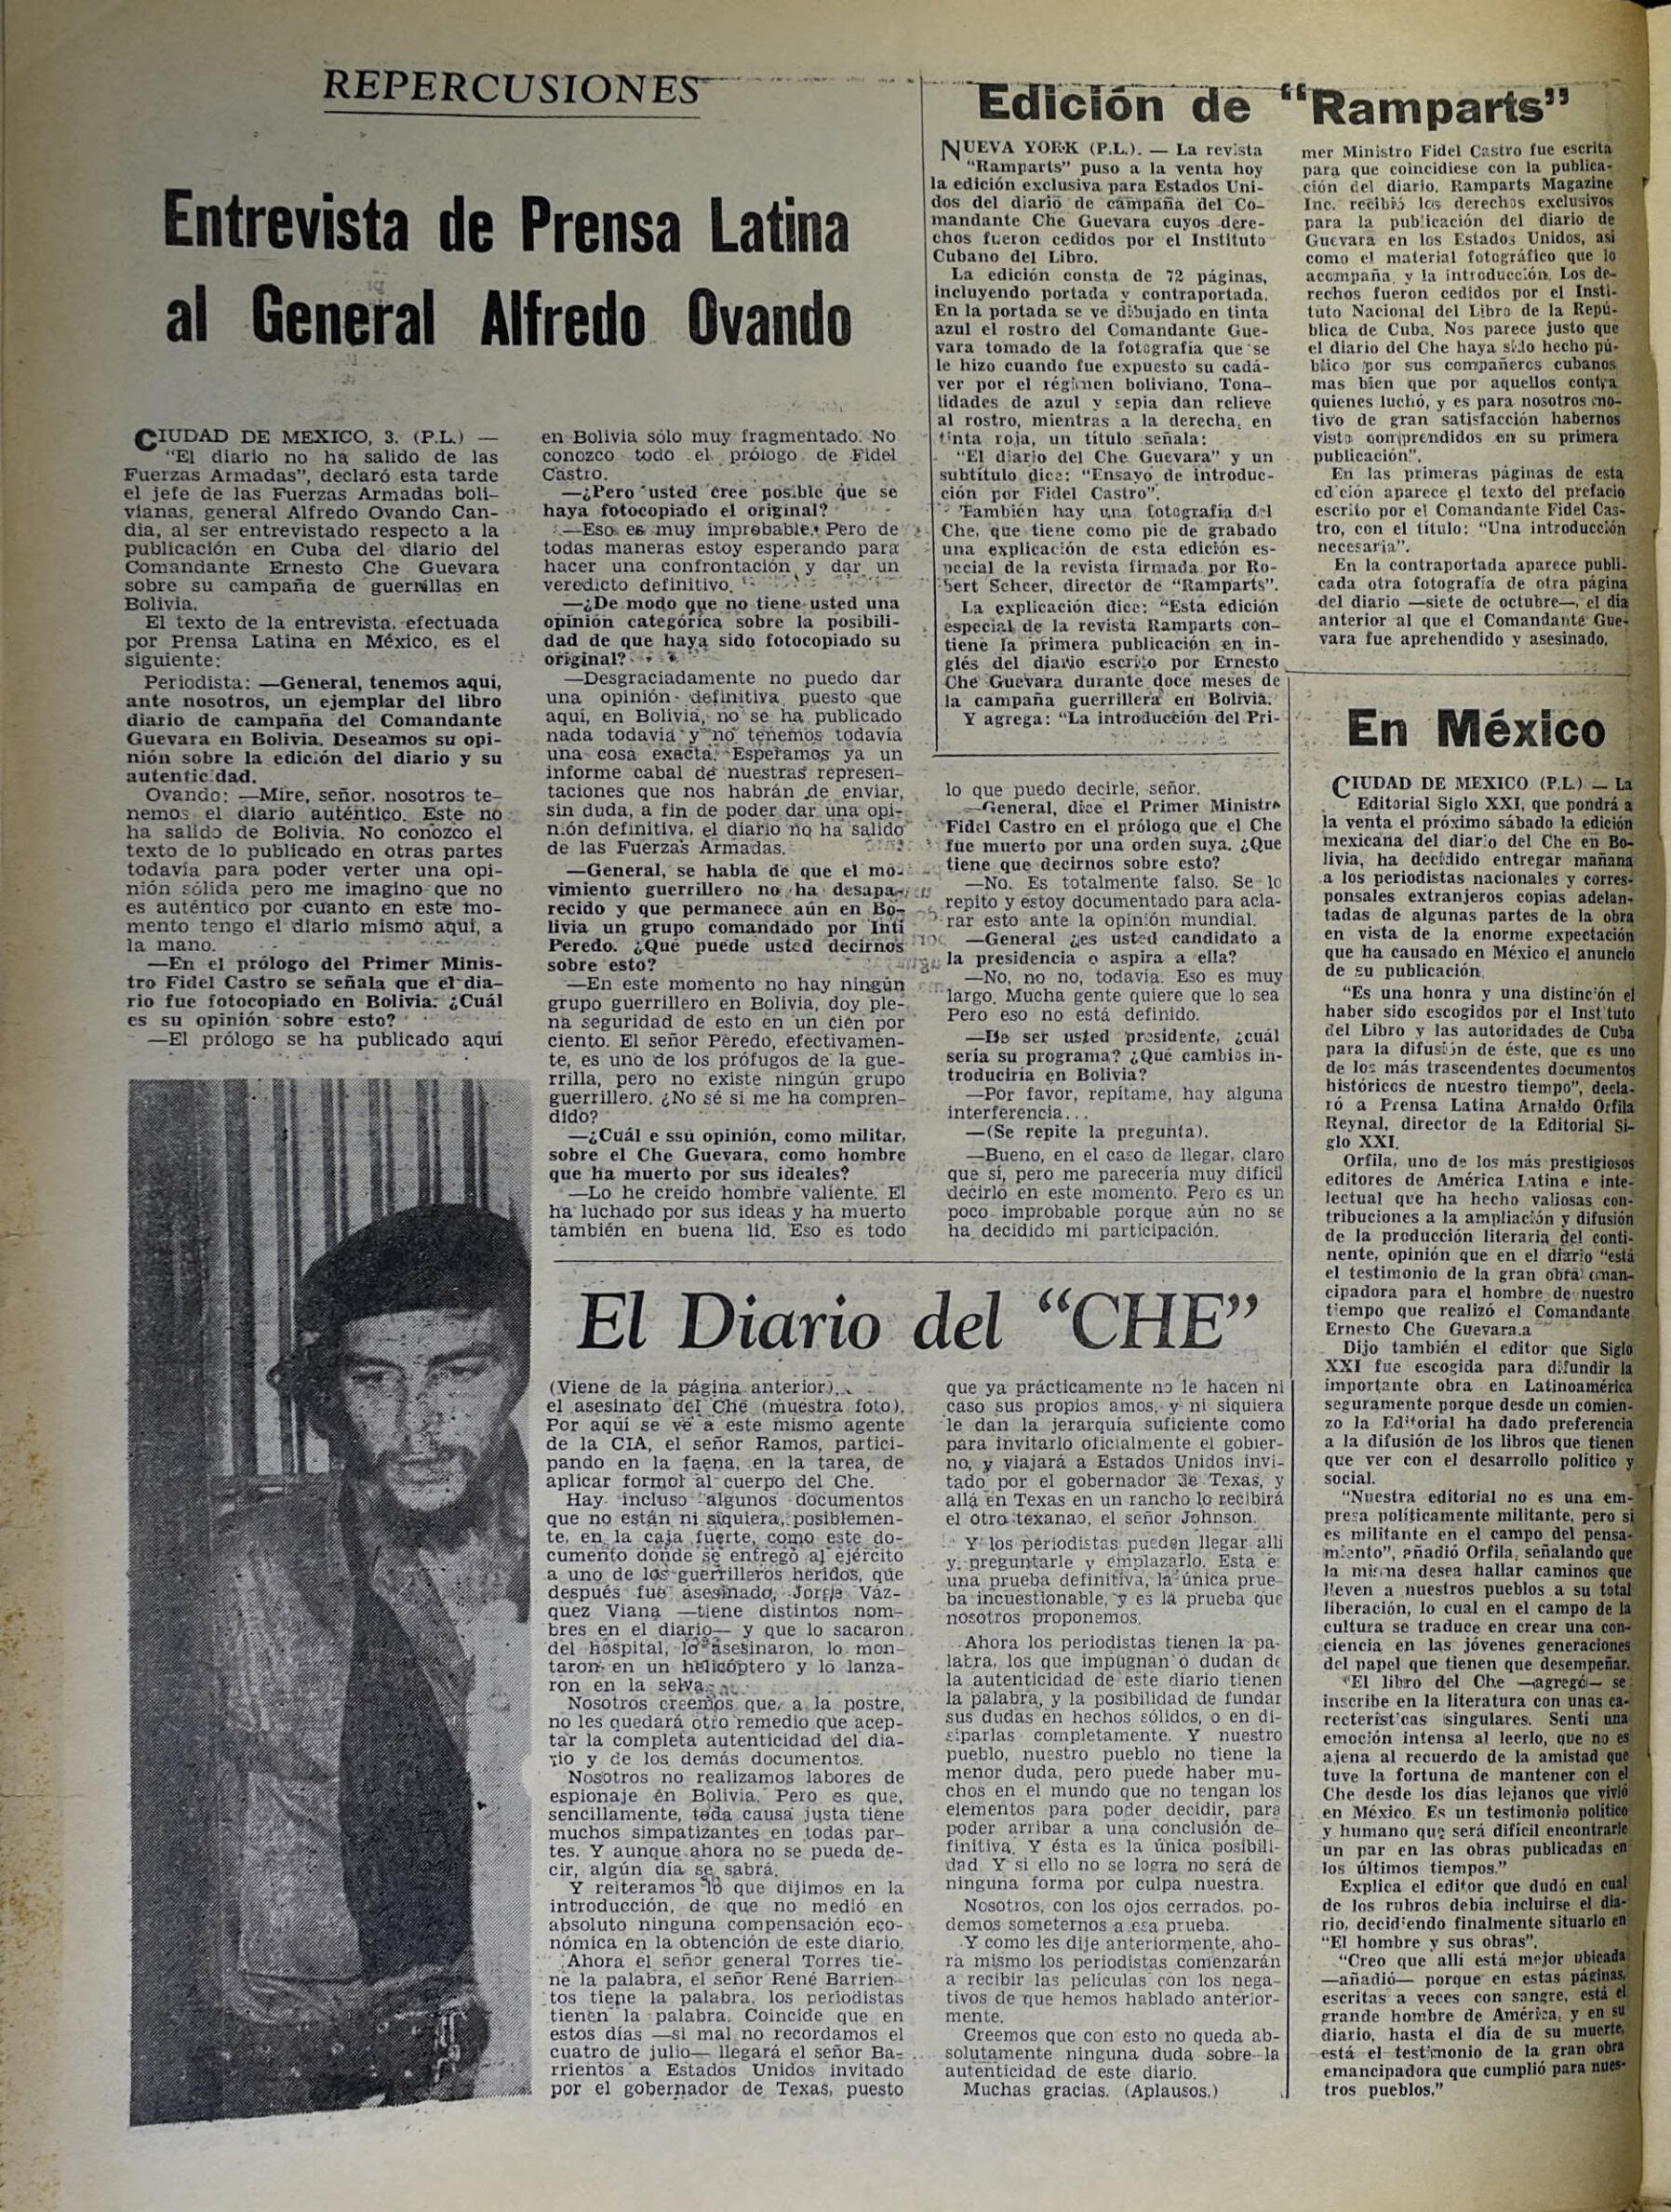 REPERCUSIONES
Entrevista de Prensa Latina
al General Alfredo Ovando
CIUDAD DE MEXICO, 3. (P.L.) —
"El diario no ha salido de las
Fuerzas Armadas", declaró esta tarde
el jefe de las Fuerzas Armadas boli-
vianas, general Alfredo Ovando Can-
dia, al ser entrevistado respecto a la
publicación en Cuba del diario del
Comandante Ernesto Che Guevara
sobre su campaña de guerrillas en
Bolivia.
El texto de la entrevista, efectuada
por Prensa Latina en México, es el
siguiente:
Periodista: —General, tenemos aquí,
ante nosotros, un ejemplar del libro
diario de campaña del Comandante
Guevara en Bolivia. Deseamos su opi-
nión sobre la edición del diario y su
autenticidad.
Ovando: —Mire, señor, nosotros te-
nemos el diario auténtico. Este no
ha salido de Bolivia. No conozco el
texto de lo publicado en otras partes
todavía para poder verter una opi-
nión sólida pero me imagino que no
es auténtico por cuanto en este mo-
mento tengo el diario mismo aquí, a
la mano.
—En el prólogo del Primer Minis-
tro Fidel Castro se señala que el dia-
rio fue fotocopiado en Bolivia. ¿Cuál
es su opinión sobre esto?
—El prólogo se ha publicado aquí
en Bolivia sólo muy fragmentado. No
conozco todo el prólogo de Fidel
Castro.
—¿Pero usted cree posible que se
haya fotocopiado el original?
—Eso es muy improbable. Pero de
todas maneras estoy esperando para
hacer una confrontación y dar un
veredicto definitivo.
—¿De modo que no tiene usted una
opinión categórica sobre la posibili-
dad de que haya sido fotocopiado su
original?
—Desgraciadamente no puedo dar
una opinión definitiva puesto que
aquí, en Bolivia, no se ha publicado
nada todavía y no tenemos todavía
una cosa exacta. Esperamos ya un
informe cabal de nuestras represen-
taciones que nos habrán de enviar,
sin duda, a fin de poder dar una opi-
nión definitiva, el diario no ha salido
de las Fuerzas Armadas.
—General, se habla de que el mo-
vimiento guerrillero no ha desapa-
recido y que permanece aún en Bo-
livia un grupo comandado por Inti
Peredo. ¿Qué puede usted decirnos
sobre esto?
—En este momento no hay ningún
grupo guerrillero en Bolivia, doy ple-
na seguridad de esto en un cien por
ciento. El señor Peredo, efectivamen-
te, es uno de los prófugos de la gue-
rrilla, pero no existe ningún grupo
guerrillero. ¿No sé si me ha compren-
dido?
—¿Cuál e ssu opinión, como militar,
sobre el Che Guevara, como hombre
que ha muerto por sus ideales?
—Lo he creído hombre valiente. El
ha luchado por sus ideas y ha muerto
también en buena lid. Eso es todo
lo que puedo decirle, señor.
—General, dice el Primer Ministro
Fidel Castro en el prólogo que el Che
fue muerto por una orden suya. ¿Que
tiene que decirnos sobre esto?
—No. Es totalmente falso. Se lo
repito y estoy documentado para acla-
rar esto ante la opinión mundial.
—General ¿es usted candidato a
la presidencia o aspira a ella?
—No, no no, todavía. Eso es muy
largo. Mucha gente quiere que lo sea
Pero eso no está definido.
—De ser usted presidente, ¿cuál
sería su programa? ¿Qué cambios in-
troduciría en Bolivia?
—Por favor, repítame, hay alguna
interferencia...
—(Se repite la pregunta).
—Bueno, en el caso de llegar, claro
que sí, pero me parecería muy difícil
decirlo en este momento. Pero es un
poco improbable porque aún no se
ha decidido mi participación.
Edición de "Ramparts"
NUEVA YORK (P.L.). — La revista
"Ramparts" puso a la venta hoy
la edición exclusiva para Estados Uni-
dos del diario de campaña del Co-
mandante Che Guevara cuyos dere-
chos fueron cedidos por el Instituto
Cubano del Libro.
La edición consta de 72 páginas,
incluyendo portada y contraportada.
En la portada se ve dibujado en tinta
azul el rostro del Comandante Gue-
vara tomado de la fotografía que se
le hizo cuando fue expuesto su cadá-
ver por el régimen boliviano. Tona-
lidades de azul y sepia dan relieve
al rostro, mientras a la derecha, en
tinta roja, un título señala:
"El diario del Che Guevara" y un
subtítulo dice: "Ensayo de introduc-
ción por Fidel Castro".
También hay una fotografía del
Che, que tiene como pie de grabado
una explicación de esta edición es-
pecial de la revista firmada por Ro-
bert Scheer, director de "Ramparts".
La explicación dice: "Esta edición
especial de la revista Ramparts con-
tiene la primera publicación en in-
glés del diario escrito por Ernesto
Che Guevara durante doce meses de
la campaña guerrillera en Bolivia.
Y agrega: "La introducción del Pri-
mer Ministro Fidel Castro fue escrita
para que coincidiese con la publica-
ción del diario. Ramparts Magazine
Inc. recibió los derechos exclusivos
para la publicación del diario de
Guevara en los Estados Unidos, así
como el material fotográfico que lo
acompaña y la introducción. Los de-
rechos fueron cedidos por el Insti-
tuto Nacional del Libro de la Repú-
blica de Cuba. Nos parece justo que
el diario del Che haya sido hecho pú-
blico por sus compañeros cubanos
mas bien que por aquellos contra
quienes luchó, y es para nosotros mo-
tivo de gran satisfacción habernos
visto comprendidos en su primera
publicación".
En las primeras páginas de esta
edición aparece el texto del prefacio
escrito por el Comandante Fidel Cas-
tro, con el título: "Una introducción
necesaria".
En la contraportada aparece publi-
cada otra fotografía de otra página
del diario —siete de octubre—, el día
anterior al que el Comandante Gue-
vara fue aprehendido y asesinado.
En México
CIUDAD DE MEXICO (P.L.) — La
Editorial Siglo XXI, que pondrá a
la venta el próximo sábado la edición
mexicana del diario del Che en Bo-
livia, ha decidido entregar mañana
a los periodistas nacionales y corres-
ponsales extranjeros copias adelan-
tadas de algunas partes de la obra
en vista de la enorme expectación
que ha causado en México el anuncio
de su publicación.
"Es una honra y una distinción el
haber sido escogidos por el Instituto
del Libro y las autoridades de Cuba
para la difusión de éste, que es uno
de los más trascendentes documentos
históricos de nuestro tiempo", decla-
ró a Prensa Latina Arnaldo Orfila
Reynal, director de la Editorial Si-
glo XXI.
Orfila, uno de los más prestigiosos
editores de América Latina e inte-
lectual que ha hecho valiosas con-
tribuciones a la ampliación y difusión
de la producción literaria del conti-
nente, opinión que en el diario "está
el testimonio de la gran obra eman-
cipadora para el hombre de nuestro
tiempo que realizó el Comandante
Ernesto Che Guevara.a
Dijo también el editor que Siglo
XXI fue escogida para difundir la
importante obra en Latinoamérica
seguramente porque desde un comien-
zo la Editorial ha dado preferencia
a la difusión de los libros que tienen
que ver con el desarrollo político y
social.
"Nuestra editorial no es una em-
presa políticamente militante, pero sí
es militante en el campo del pensa-
miento", añadió Orfila, señalando que
la misma desea hallar caminos que
lleven a nuestros pueblos a su total
liberación, lo cual en el campo de la
cultura se traduce en crear una con-
ciencia en las jóvenes generaciones
del papel que tienen que desempeñar.
"El libro del Che —agregó— se
inscribe en la literatura con unas ca-
recterísticas singulares. Sentí una
emoción intensa al leerlo, que no es
ajena al recuerdo de la amistad que
tuve la fortuna de mantener con el
Che desde los días lejanos que vivió
en México. Es un testimonio político
y humano que será difícil encontrarle
un par en las obras publicadas en
los últimos tiempos."
Explica el editor que dudó en cual
de los rubros debía incluirse el dia-
rio, decidiendo finalmente situarlo en
"El hombre y sus obras".
"Creo que allí está mejor ubicada
—añadió— porque en estas páginas,
escritas a veces con sangre, está el
grande hombre de América, y en su
diario, hasta el día de su muerte,
está el testimonio de la gran obra
emancipadora que cumplió para nues-
tros pueblos."
El Diario del "CHE"
(Viene de la página anterior).
el asesinato del Che (muestra foto).
Por aquí se ve a este mismo agente
de la CIA, el señor Ramos, partici-
pando en la faena, en la tarea, de
aplicar formol al cuerpo del Che.
Hay incluso algunos documentos
que no están ni siquiera, posiblemen-
te, en la caja fuerte, como este do-
cumento donde se entregó al ejército
a uno de los guerrilleros heridos, que
después fue asesinado, Jorge Váz-
quez Viana —tiene distintos nom-
bres en el diario— y que lo sacaron
del hospital, lo asesinaron, lo mon-
taron en un helicóptero y lo lanza-
ron en la selva.
Nosotros creemos que, a la postre,
no les quedará otro remedio que acep-
tar la completa autenticidad del dia-
rio y de los demás documentos.
Nosotros no realizamos labores de
espionaje en Bolivia. Pero es que,
sencillamente, toda causa justa tiene
muchos simpatizantes en todas par-
tes. Y aunque ahora no se pueda de-
cir, algún día se sabrá.
Y reiteramos lo que dijimos en la
introducción, de que no medió en
absoluto ninguna compensación eco-
nómica en la obtención de este diario.
Ahora el señor general Torres tie-
ne la palabra, el señor René Barrien-
tos tiene la palabra, los periodistas
tienen la palabra. Coincide que en
estos días —si mal no recordamos el
cuatro de julio— llegará el señor Ba-
rrientos a Estados Unidos invitado
por el gobernador de Texas, puesto
que ya prácticamente no le hacen ni
caso sus propios amos, y ni siquiera
le dan la jerarquía suficiente como
para invitarlo oficialmente el gobier-
no, y viajará a Estados Unidos invi-
tado por el gobernador de Texas, y
allá en Texas en un rancho lo recibirá
el otro texanao, el señor Johnson.
Y los periodistas pueden llegar allí
y preguntarle y emplazarlo. Esta e
una prueba definitiva, la única prue-
ba incuestionable, y es la prueba que
nosotros proponemos.
Ahora los periodistas tienen la pa-
labra, los que impugnan o dudan de
la autenticidad de este diario tienen
la palabra, y la posibilidad de fundar
sus dudas en hechos sólidos, o en di-
siparlas completamente. Y nuestro
pueblo, nuestro pueblo no tiene la
menor duda, pero puede haber mu-
chos en el mundo que no tengan los
elementos para poder decidir, para
poder arribar a una conclusión de-
finitiva. Y ésta es la única posibili-
dad. Y si ello no se logra no será de
ninguna forma por culpa nuestra.
Nosotros, con los ojos cerrados, po-
demos someternos a esa prueba.
Y como les dije anteriormente, aho-
ra mismo los periodistas comenzarán
a recibir las películas con los nega-
tivos de que hemos hablado anterior-
mente.
Creemos que con esto no queda ab-
solutamente ninguna duda sobre la
autenticidad de este diario.
Muchas gracias. (Aplausos.)